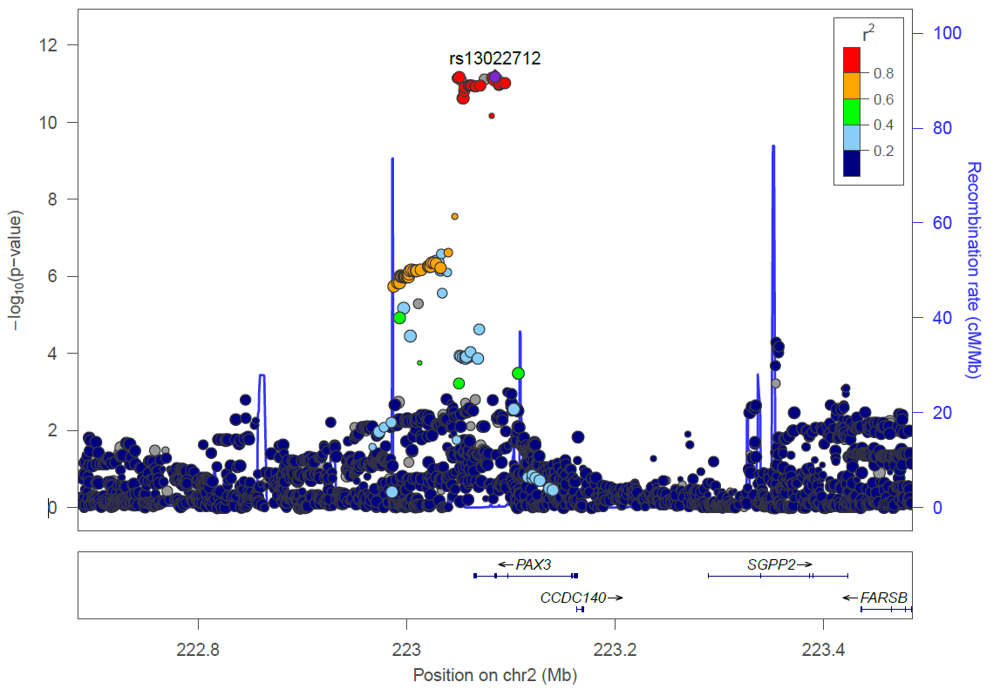 rs13022712
r2
0.8
0.6
0.4
0.2
12
10
8
6
4
2
0
−log10(p−value)
100
80
60
40
20
0
Recombination rate (cM/Mb)
PAX3
SGPP2
CCDC140
FARSB
222.8 223 223.2 223.4
Position on chr2 (Mb)